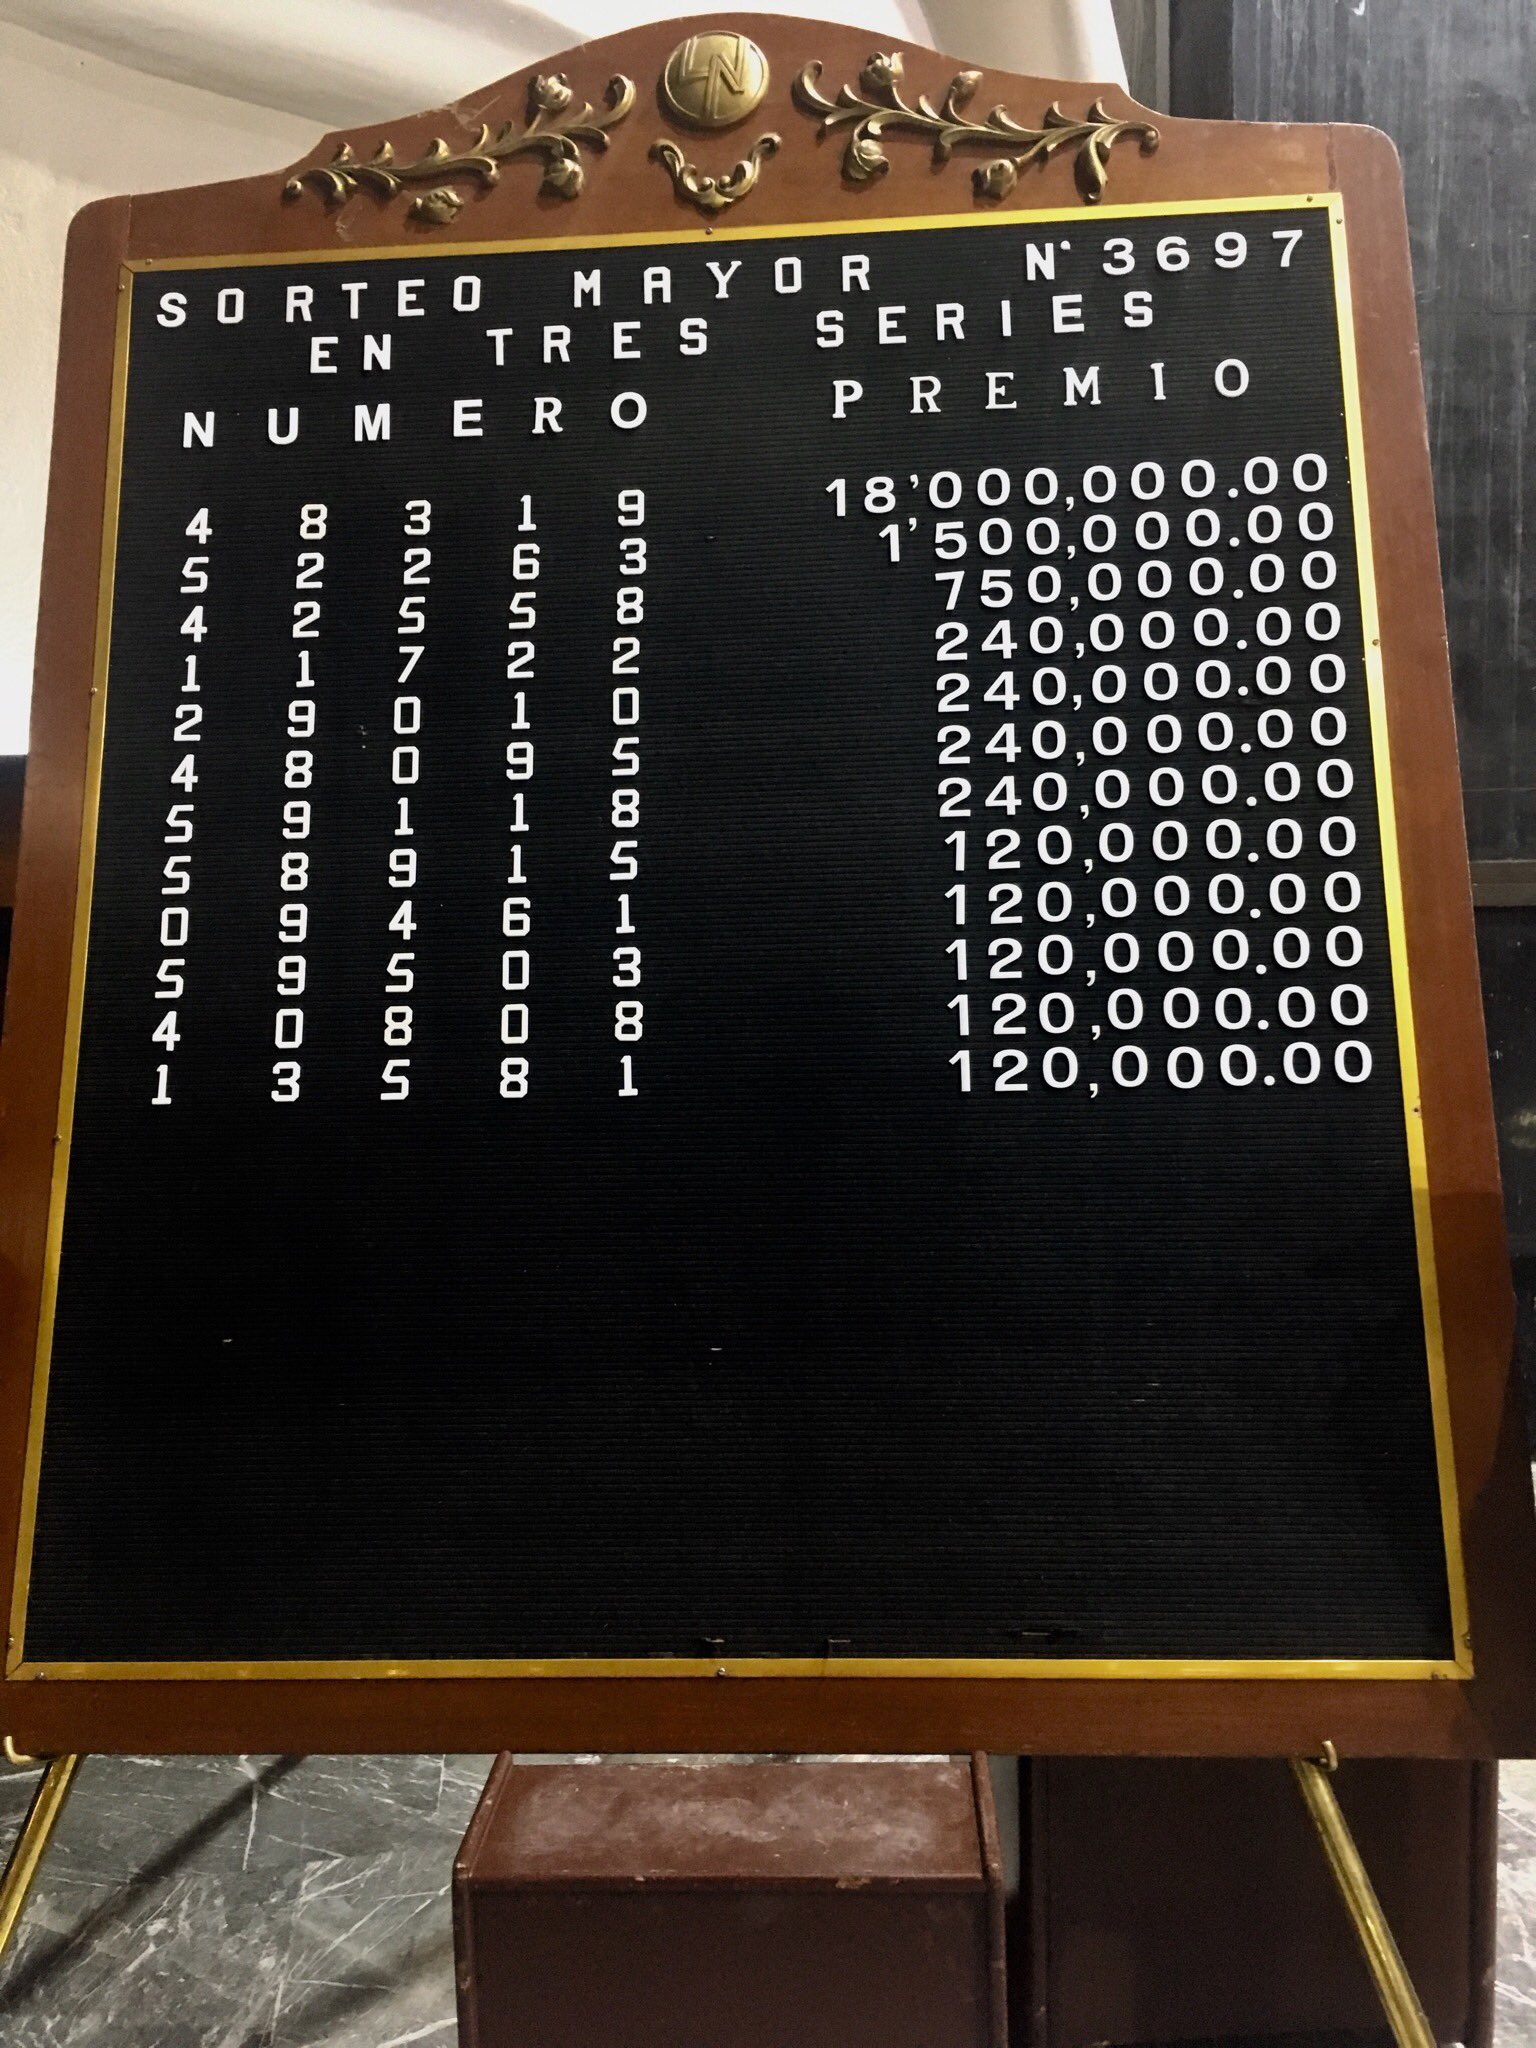 LN
SORTEO MAYOR N° 3697
EN TRES SERIES
NUMERO PREMIO
4 8 3 1 9 18'000,000.00
5 2 2 6 3 1'500,000.00
4 2 5 5 8 750,000.00
1 1 7 2 2 240,000.00
2 9 0 1 0 240,000.00
4 8 0 9 5 240,000.00
5 9 1 1 8 240,000.00
5 8 9 1 5 120,000.00
0 9 4 6 1 120,000.00
5 9 5 0 3 120,000.00
4 0 8 0 8 120,000.00
1 3 5 8 1 120,000.00